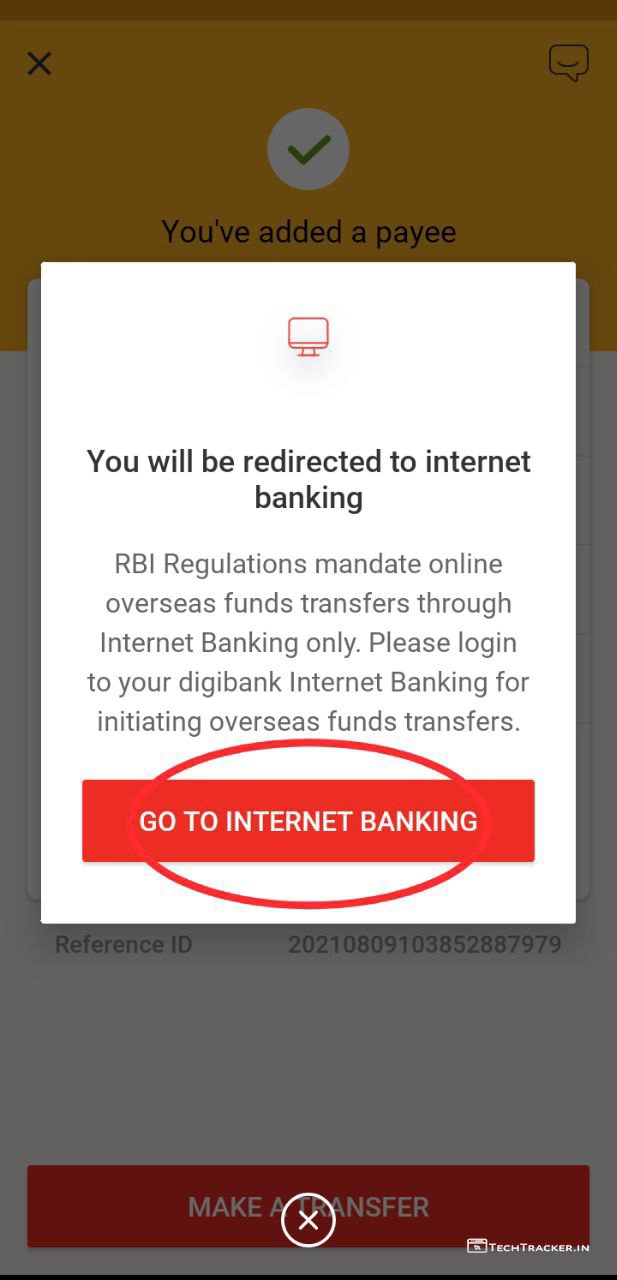 You've added a payee
You will be redirected to internet
banking
RBI Regulations mandate online
overseas funds transfers through
Internet Banking only. Please login
to your digibank Internet Banking for
initiating overseas funds transfers.
GO TO INTERNET BANKING
Reference ID 20210809103852887979
MAKE A TRANSFER
TECHTRACKER.IN